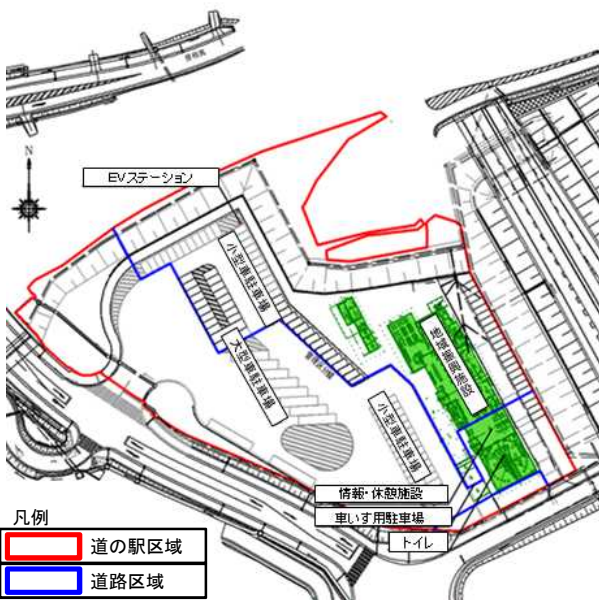 N
EVステーション
小型車駐車場
大型車駐車場
地域振興施設
小型車駐車場
情報・休憩施設
車いす用駐車場
トイレ
凡例
道の駅区域
道路区域